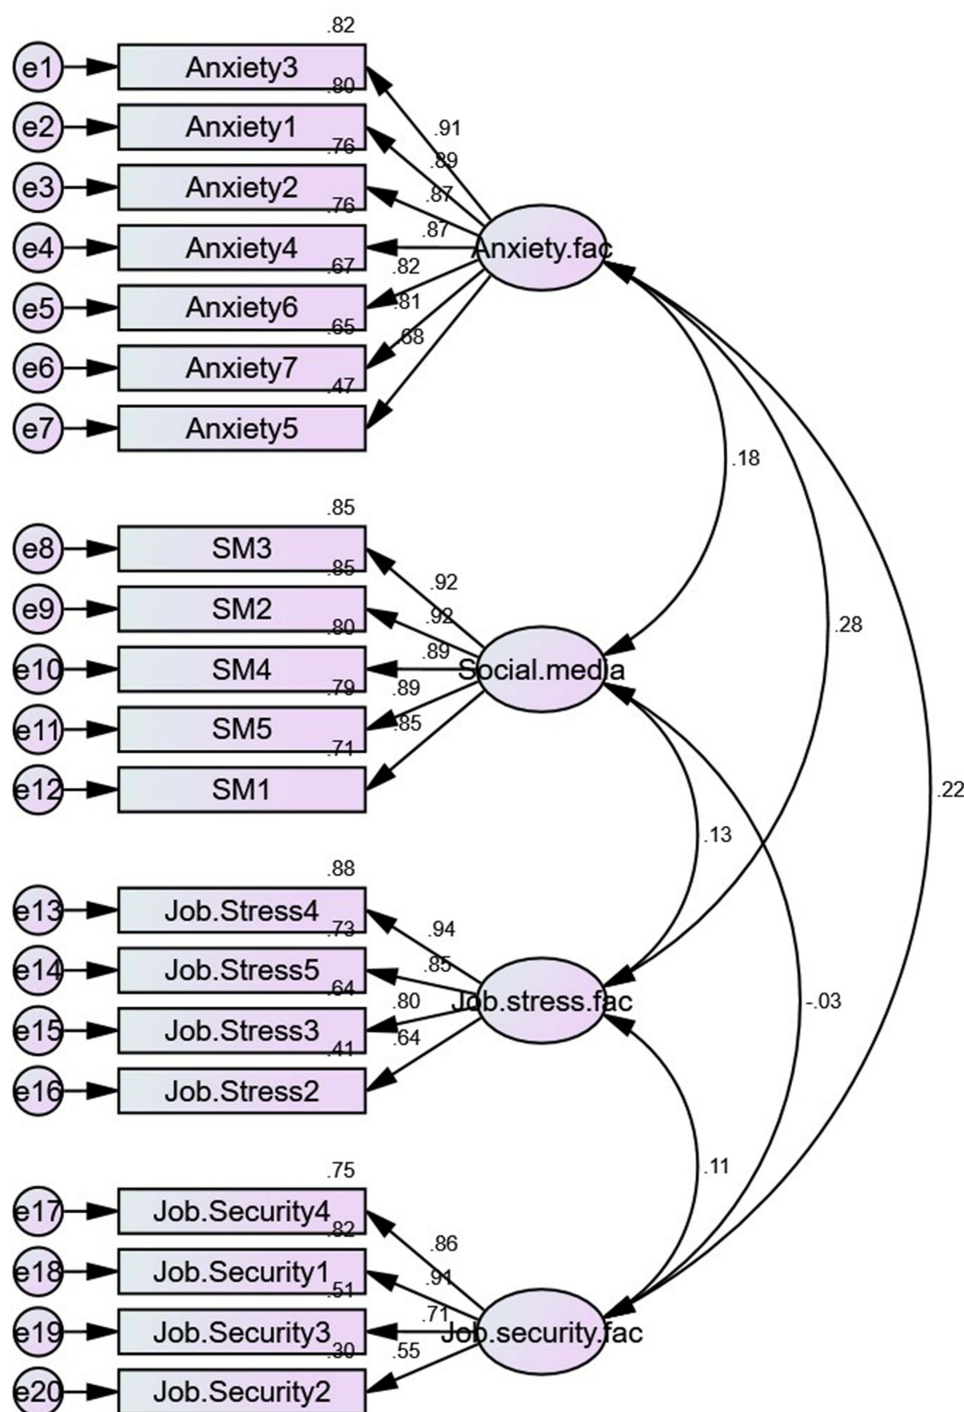 .82
e1 Anxiety3
.80
.91
e2 Anxiety1
.76
.89
e3 Anxiety2
.87
.76
.87
e4 Anxiety4 Anxiety.fac
.67
.82
e5 Anxiety6
.81
.65
.68
e6 Anxiety7
.47
e7 Anxiety5
.18
.85
e8 SM3
.85
.92
e9 SM2
.92
.28
.80
.89
e10 SM4 Social.media
.79
.89
e11 SM5
.85
.71
e12 SM1
.22
.13
.88
e13 Job.Stress4
.73
.94
e14 Job.Stress5
.85
.64
.80
e15 Job.Stress3 Job.stress.fac
-.03
.41
.64
e16 Job.Stress2
.11
.75
e17 Job.Security4
.82
.86
e18 Job.Security1
.91
.51
.71
e19 Job.Security3 Job.security.fac
.30
.55
e20 Job.Security2